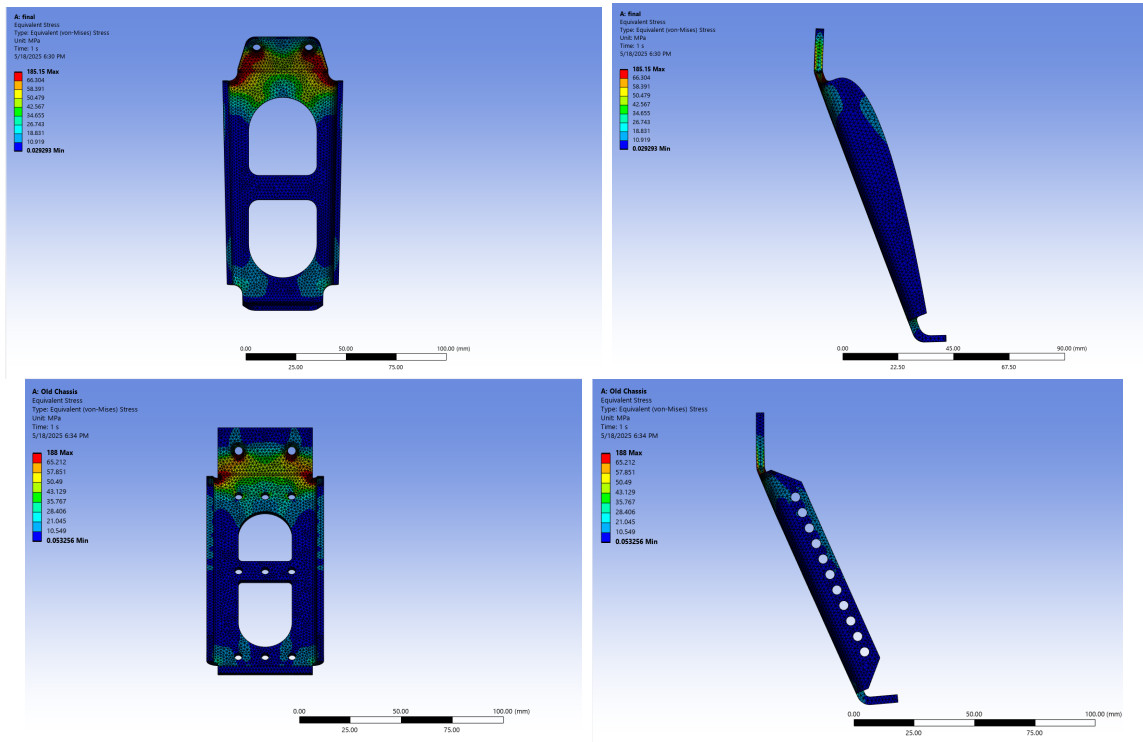 A: final
Equivalent Stress
Type: Equivalent (von-Mises) Stress
Unit: MPa
Time: 1 s
5/18/2025 6:30 PM
185.15 Max
66.304
58.391
50.479
42.567
34.655
26.743
18.831
10.919
0.029293 Min
0.00 50.00 100.00 (mm)
25.00 75.00
A: final
Equivalent Stress
Type: Equivalent (von-Mises) Stress
Unit: MPa
Time: 1 s
5/18/2025 6:30 PM
185.15 Max
66.304
58.391
50.479
42.567
34.655
26.743
18.831
10.919
0.029293 Min
0.00 45.00 90.00 (mm)
22.50 67.50
A: Old Chassis
Equivalent Stress
Type: Equivalent (von-Mises) Stress
Unit: MPa
Time: 1 s
5/18/2025 6:34 PM
188 Max
65.212
57.851
50.49
43.129
35.767
28.406
21.045
10.549
0.053256 Min
0.00 50.00 100.00 (mm)
25.00 75.00
A: Old Chassis
Equivalent Stress
Type: Equivalent (von-Mises) Stress
Unit: MPa
Time: 1 s
5/18/2025 6:34 PM
188 Max
65.212
57.851
50.49
43.129
35.767
28.406
21.045
10.549
0.053256 Min
0.00 50.00 100.00 (mm)
25.00 75.00